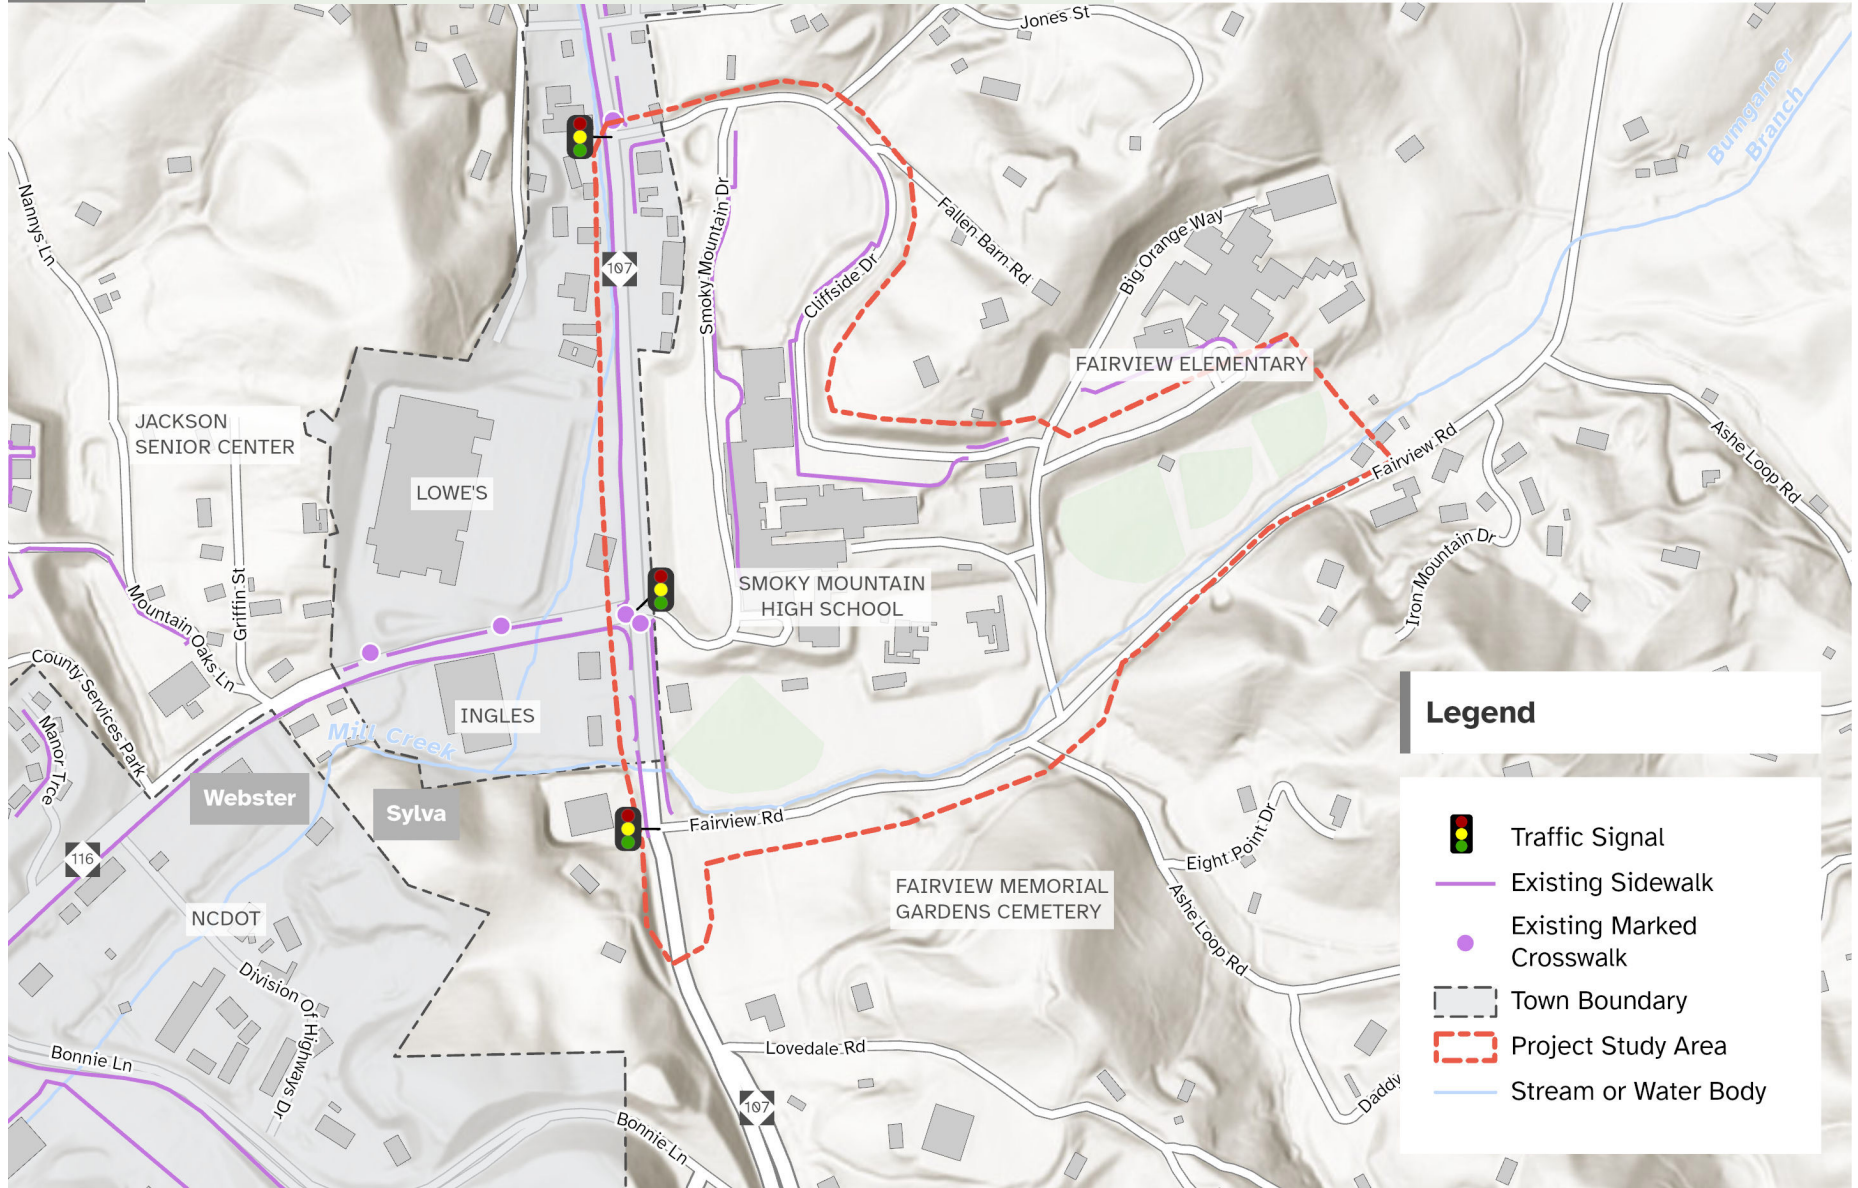 Jones St
Bumgarner
Branch
Nannys Ln
Smoky Mountain Dr
Fallen Barn Rd
Big Orange Way
107
Cliffside Dr
FAIRVIEW ELEMENTARY
JACKSON
SENIOR CENTER
LOWE'S
Fairview Rd
Ashe Loop Rd
Iron Mountain Dr
Griffin St
Mountain Oaks Ln
SMOKY MOUNTAIN
HIGH SCHOOL
County Services Park
Manor Trce
INGLES
Mill Creek
Webster
Sylva
Fairview Rd
116
Eight Point Dr
NCDOT
FAIRVIEW MEMORIAL
GARDENS CEMETERY
Ashe Loop Rd
Division Of Highways Dr
Bonnie Ln
Lovedale Rd
107
Bonnie Ln
Daddy
Legend
Traffic Signal
Existing Sidewalk
Existing Marked
Crosswalk
Town Boundary
Project Study Area
Stream or Water Body